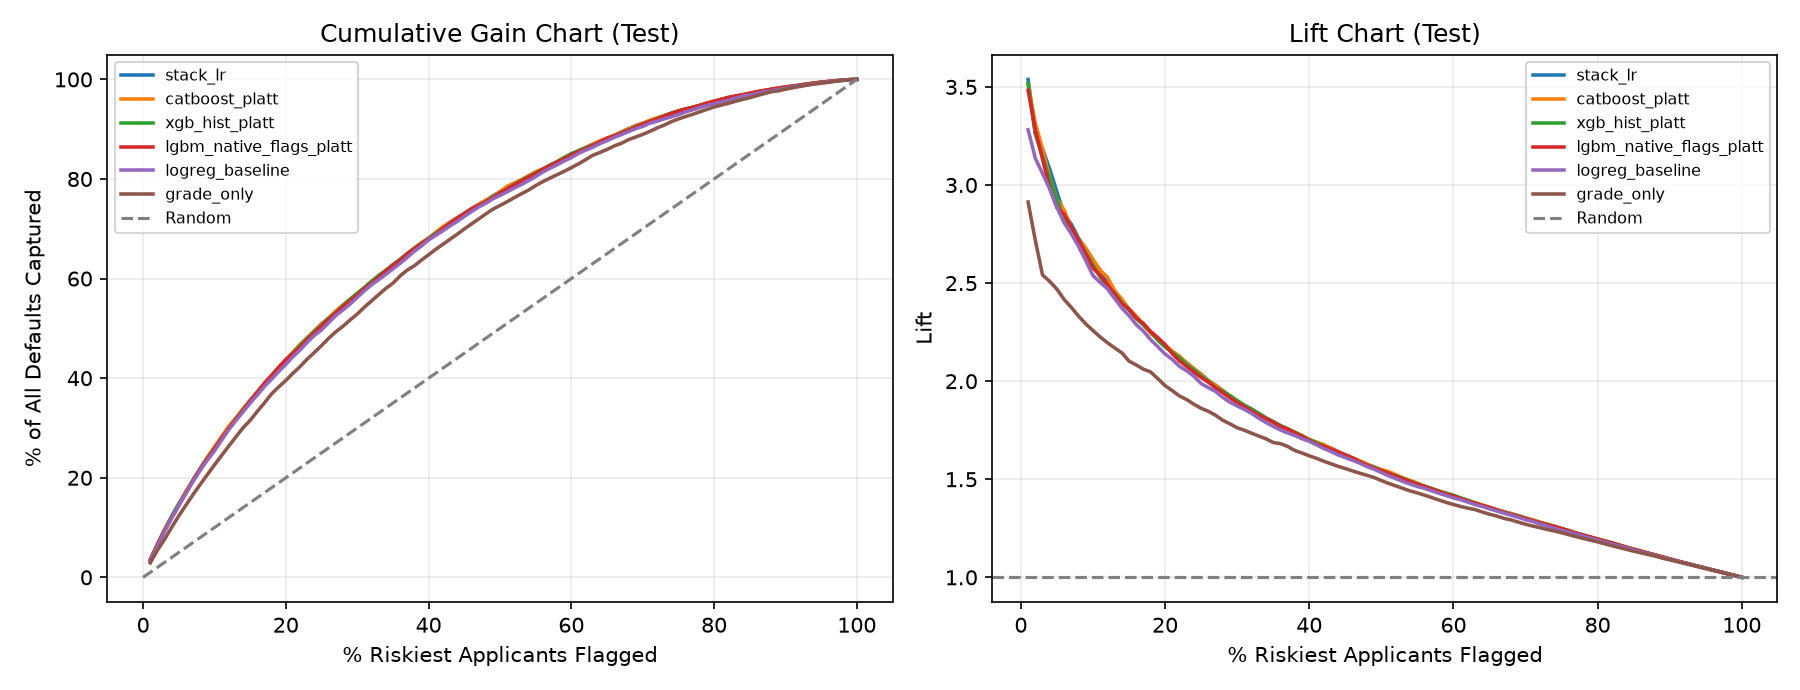 Cumulative Gain Chart (Test)
% of All Defaults Captured
100
80
60
40
20
0
stack_lr
catboost_platt
xgb_hist_platt
lgbm_native_flags_platt
logreg_baseline
grade_only
Random
0 20 40 60 80 100
% Riskiest Applicants Flagged
Lift Chart (Test)
Lift
3.5
3.0
2.5
2.0
1.5
1.0
stack_lr
catboost_platt
xgb_hist_platt
lgbm_native_flags_platt
logreg_baseline
grade_only
Random
0 20 40 60 80 100
% Riskiest Applicants Flagged